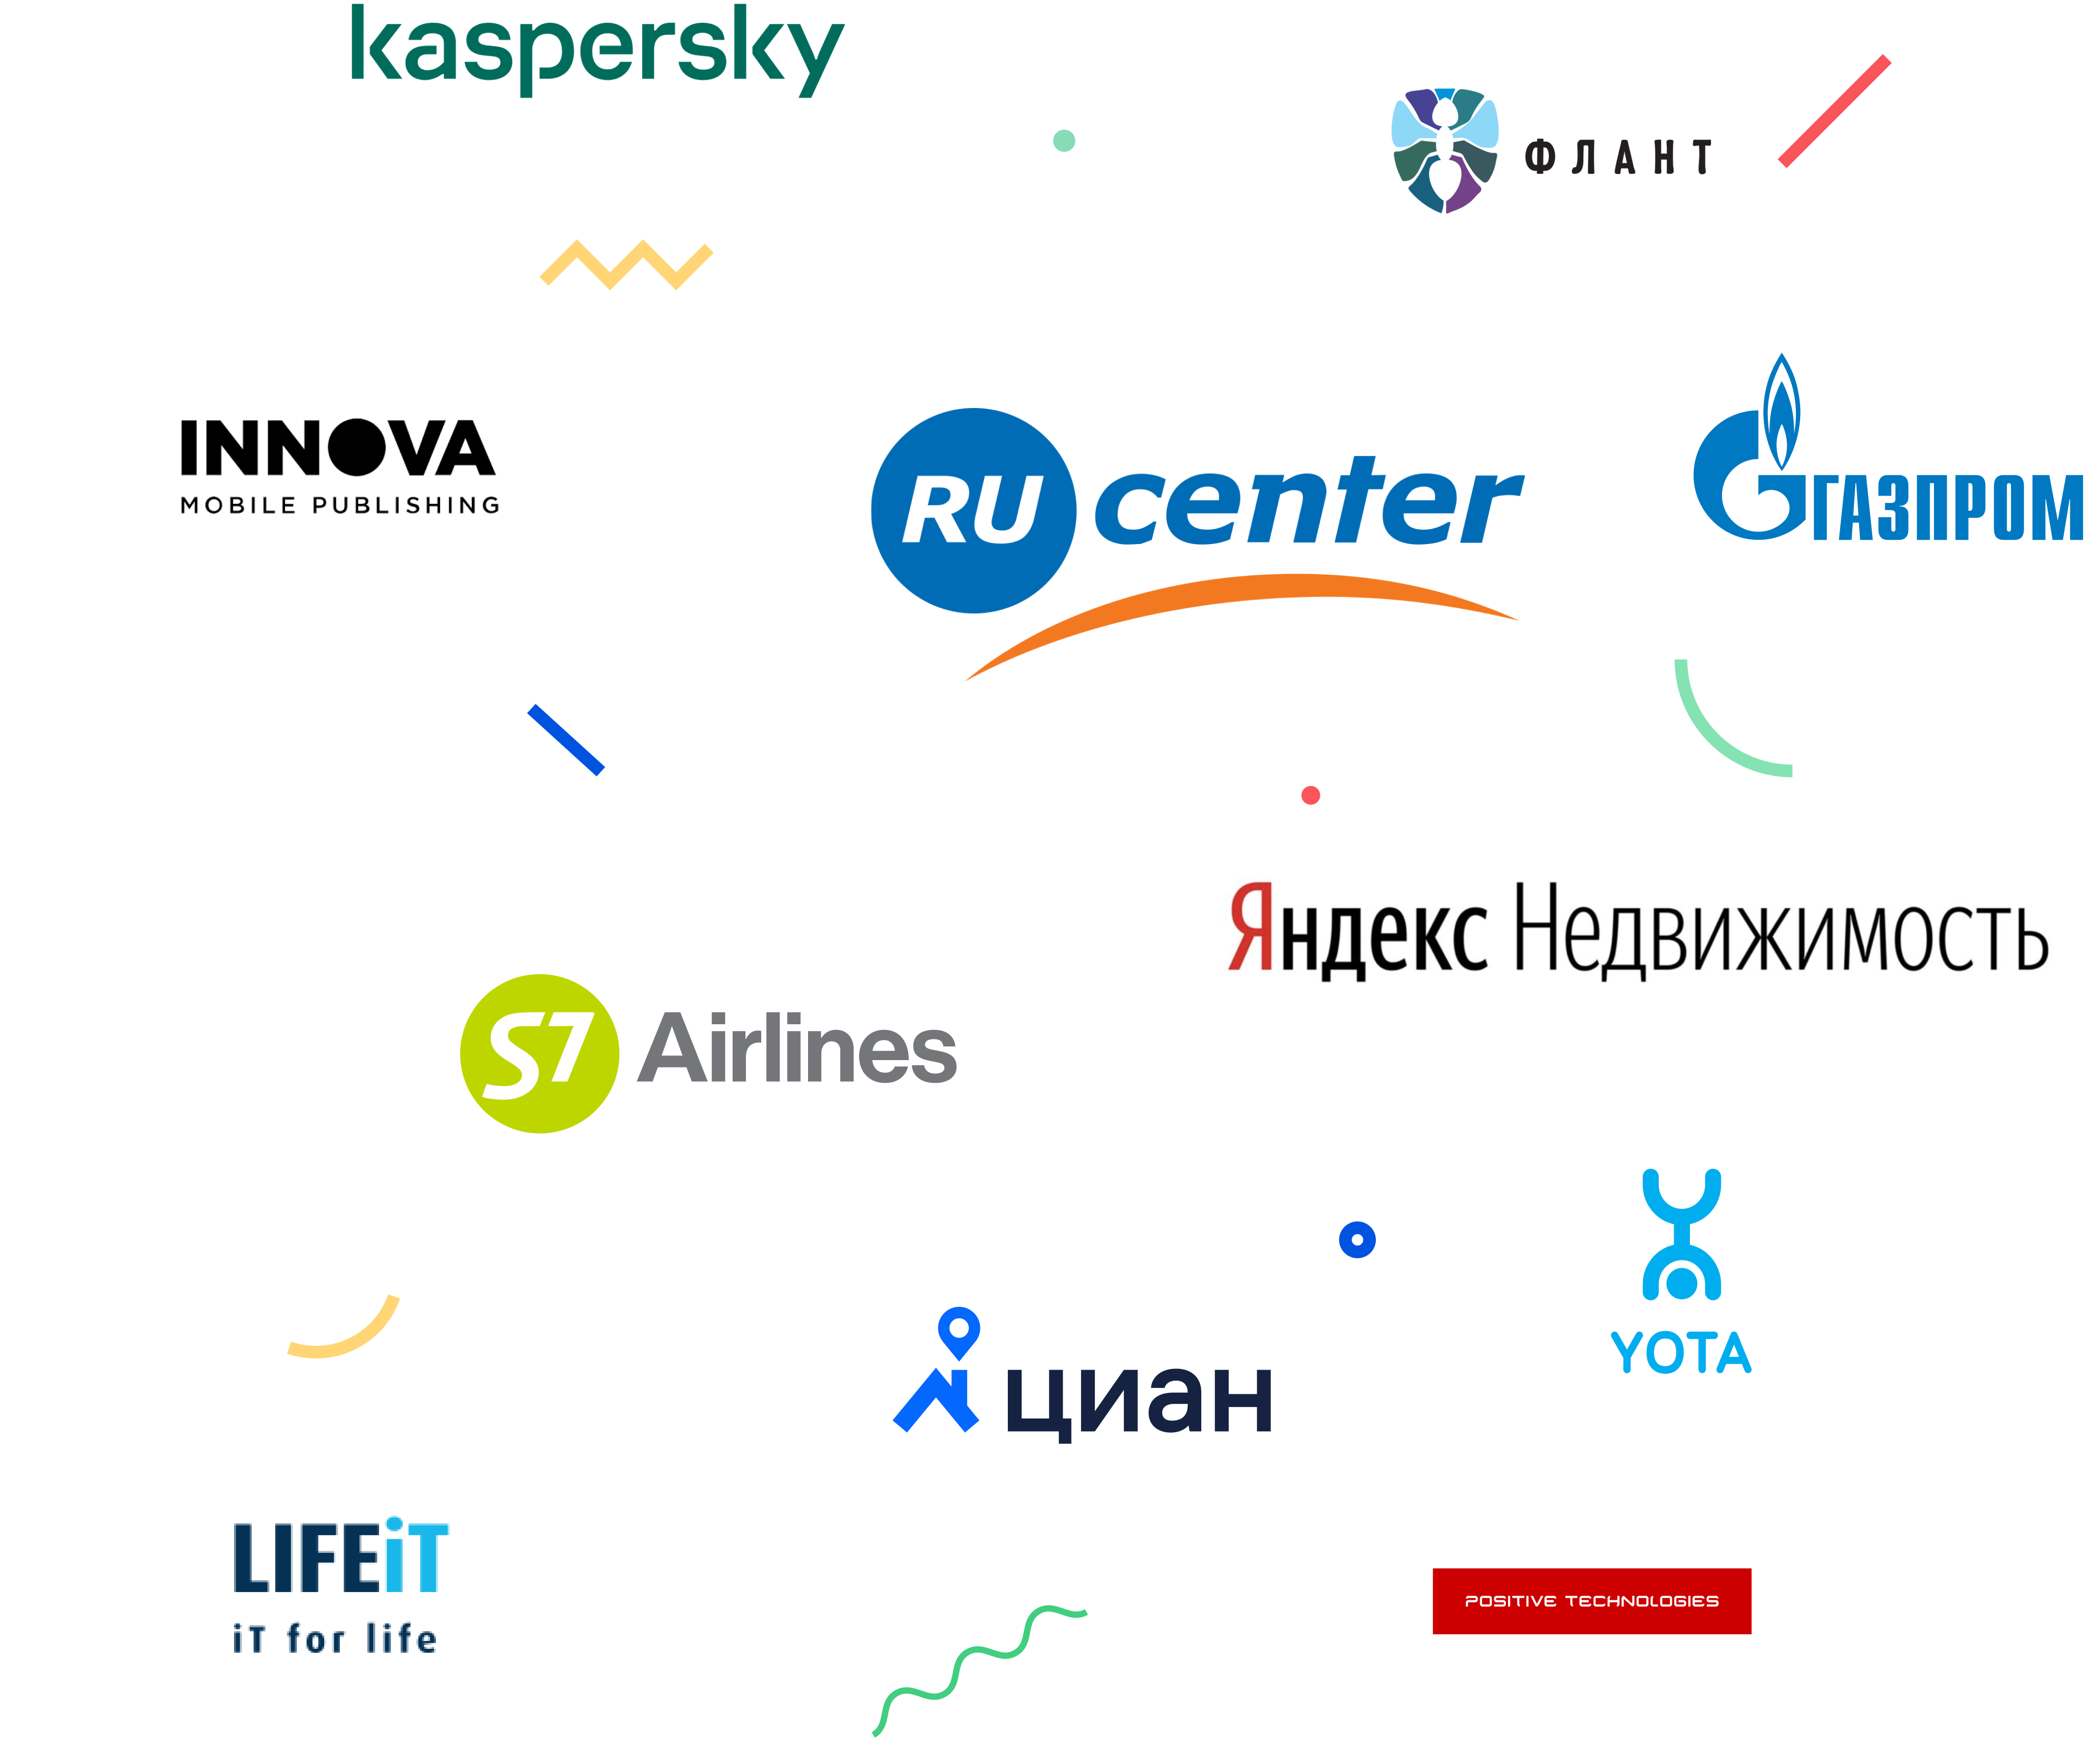 kaspersky
ФЛАНТ
INNOVA
MOBILE PUBLISHING
RU center
ГАЗПРОМ
Яндекс Недвижимость
S7 Airlines
YOTA
циан
LIFEiT
iT for life
POSITIVE TECHNOLOGIES